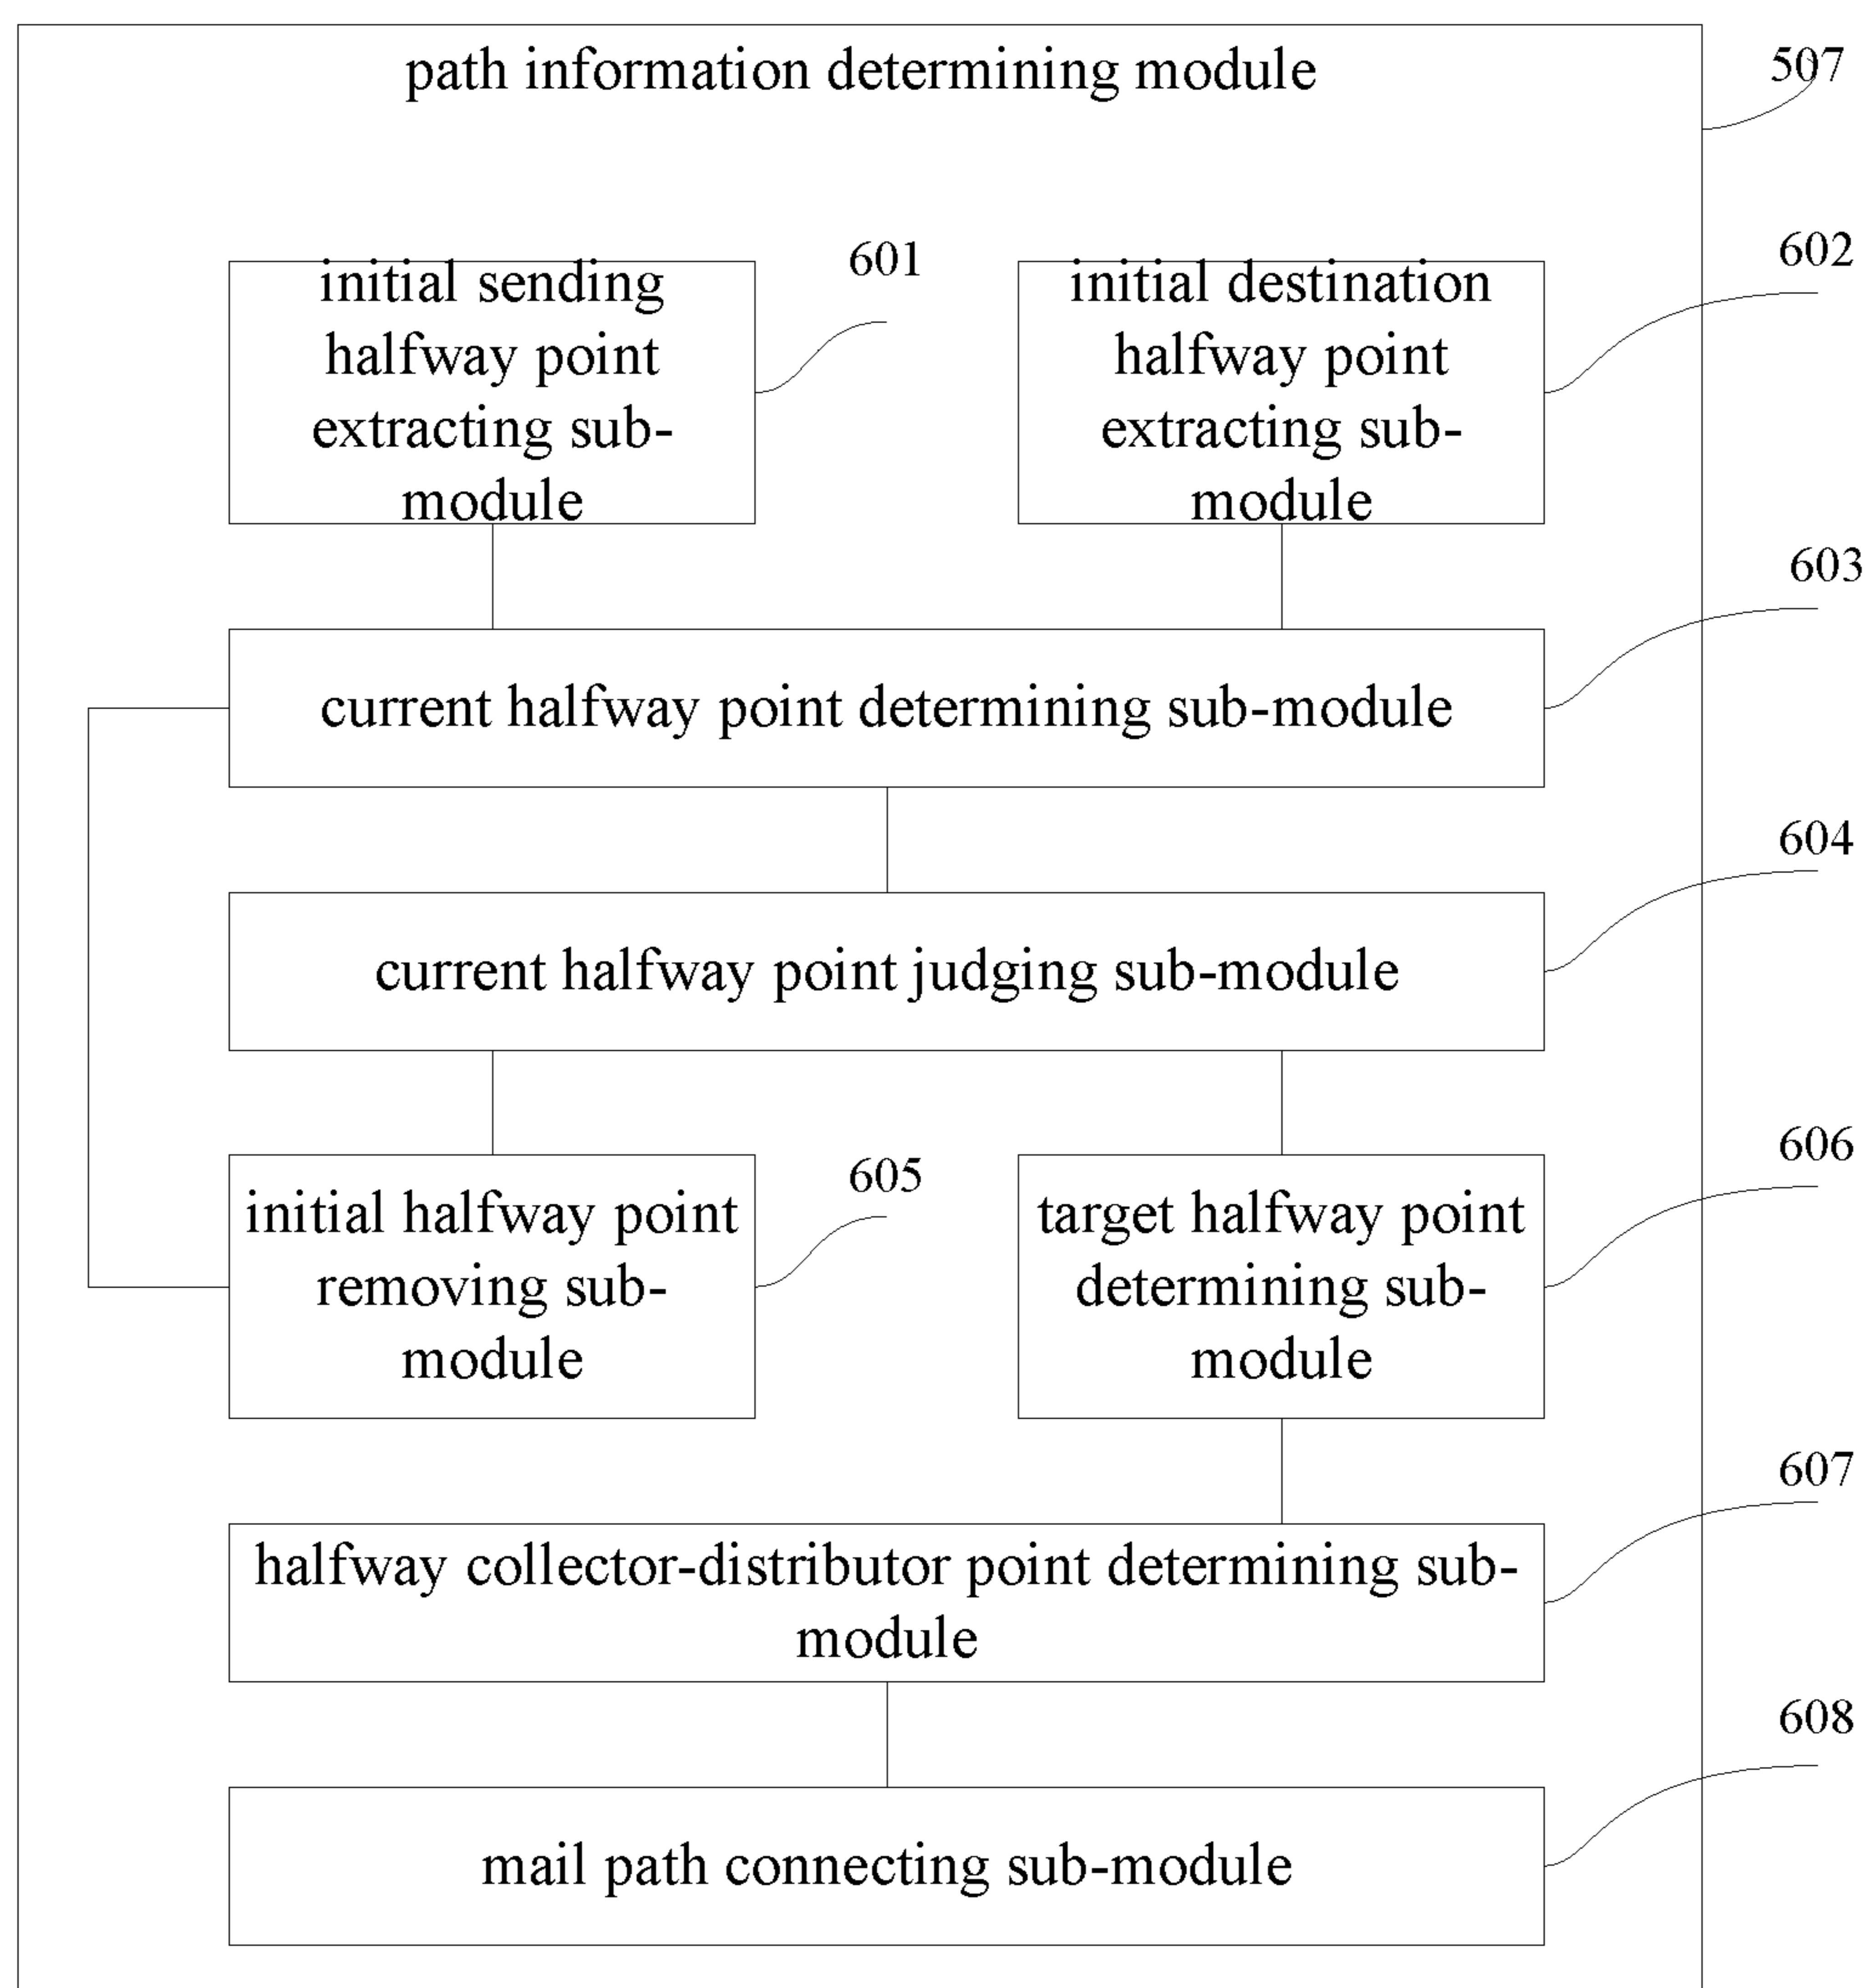 path information determining module
507
initial sending
halfway point
extracting sub-
module
601
initial destination
halfway point
extracting sub-
module
602
603
current halfway point determining sub-module
604
current halfway point judging sub-module
initial halfway point
removing sub-
module
605
target halfway point
determining sub-
module
606
607
halfway collector-distributor point determining sub-
module
608
mail path connecting sub-module